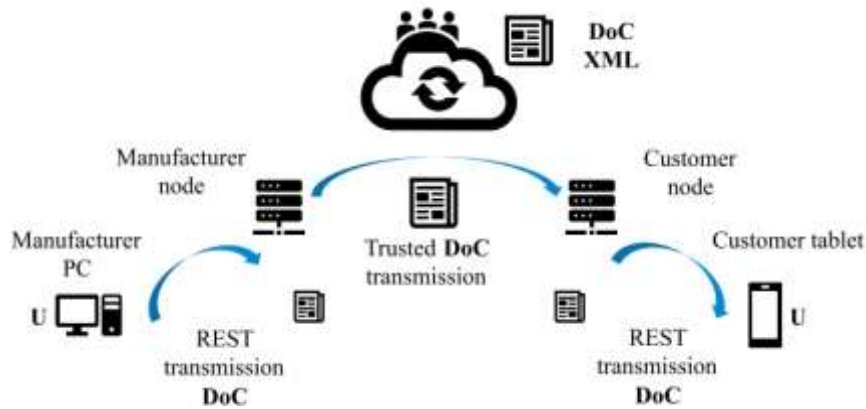 DoC
XML
Manufacturer
node
Customer
node
Trusted DoC
transmission
Manufacturer
PC
Customer tablet
U
U
REST
transmission
DoC
REST
transmission
DoC